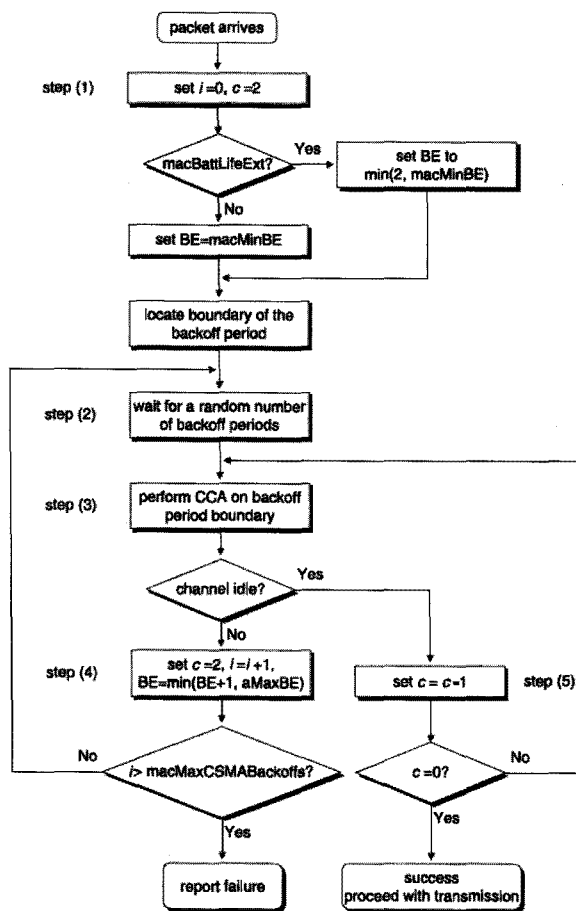 packet arrives
step (1)
set i=0, c=2
macBattLifeExt?
Yes
set BE to
min(2, macMinBE)
No
set BE=macMinBE
locate boundary of the
backoff period
step (2)
wait for a random number
of backoff periods
step (3)
perform CCA on backoff
period boundary
channel idle?
Yes
No
step (4)
set c=2, i=i+1,
BE=min(BE+1, aMaxBE)
set c = c-1
step (5)
No
i> macMaxCSMABackoffs?
c=0?
No
Yes
Yes
report failure
success
proceed with transmission